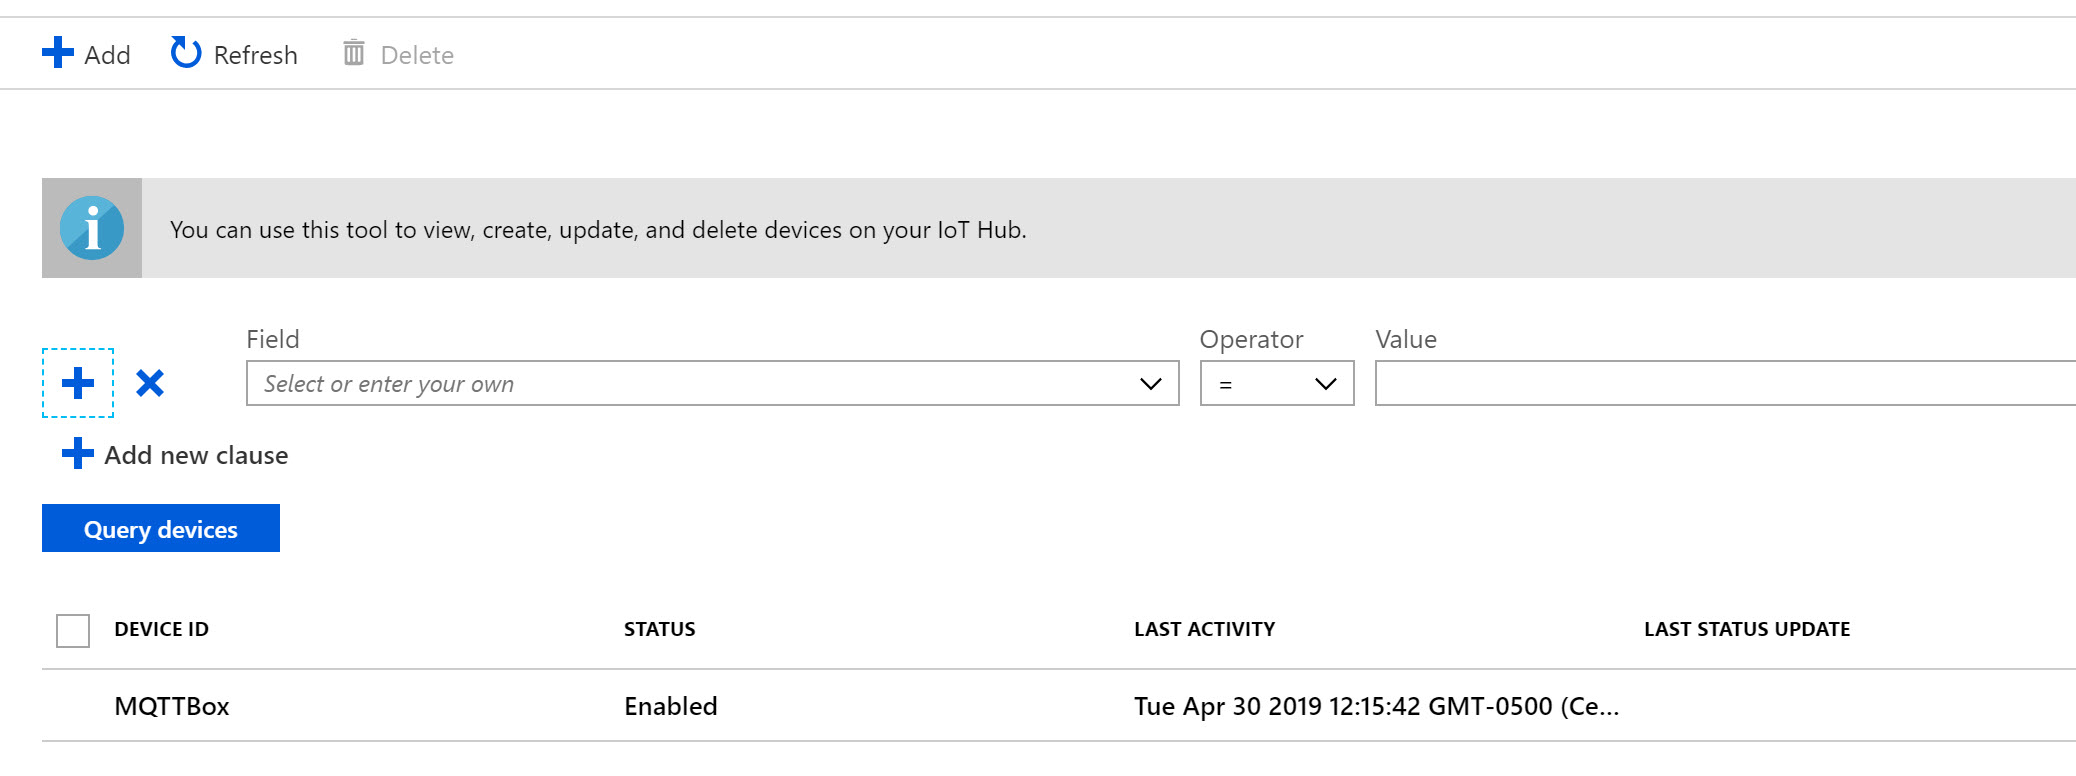 Add Refresh Delete
You can use this tool to view, create, update, and delete devices on your IoT Hub.
Field Operator Value
Select or enter your own =
Add new clause
Query devices
DEVICE ID STATUS LAST ACTIVITY LAST STATUS UPDATE
MQTTBox Enabled Tue Apr 30 2019 12:15:42 GMT-0500 (Ce...